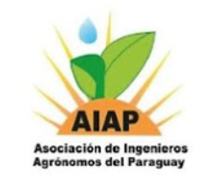 AIAP
Asociación de Ingenieros
Agrónomos del Paraguay